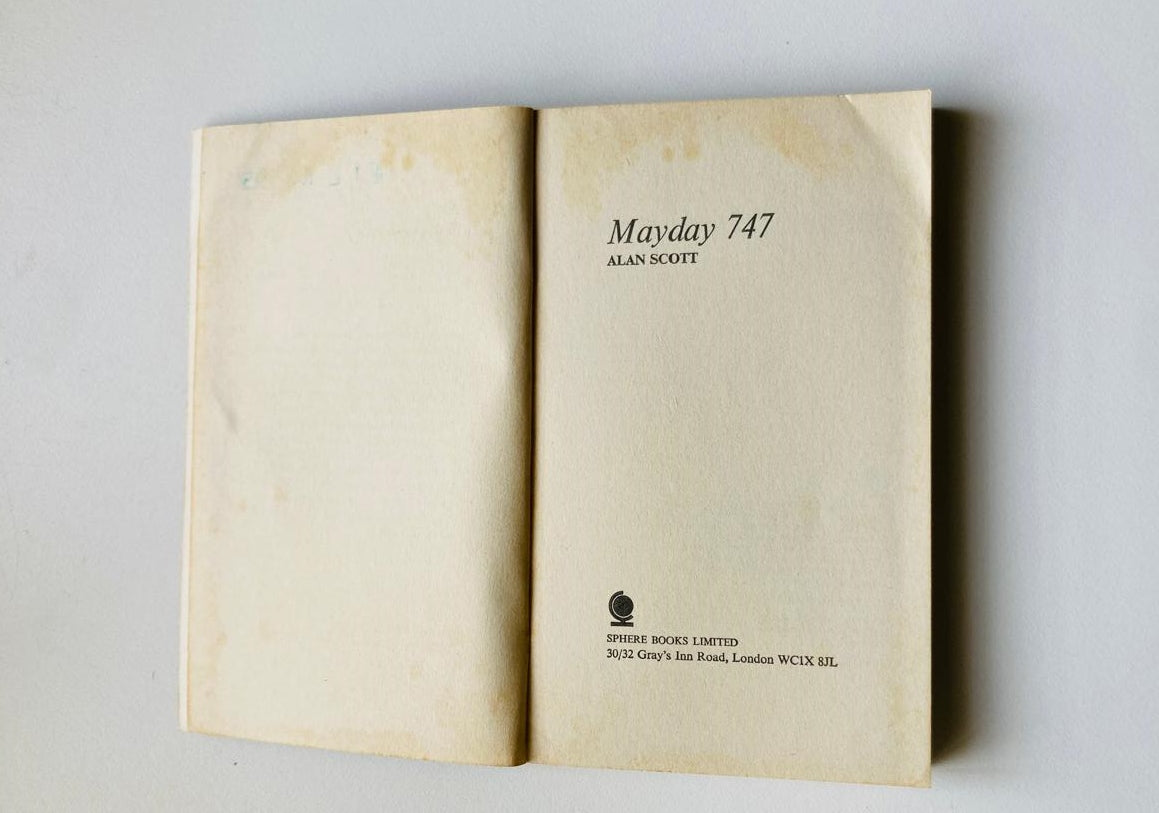 Mayday 747
ALAN SCOTT
SPHERE BOOKS LIMITED
30/32 Gray's Inn Road, London WC1X 8JL